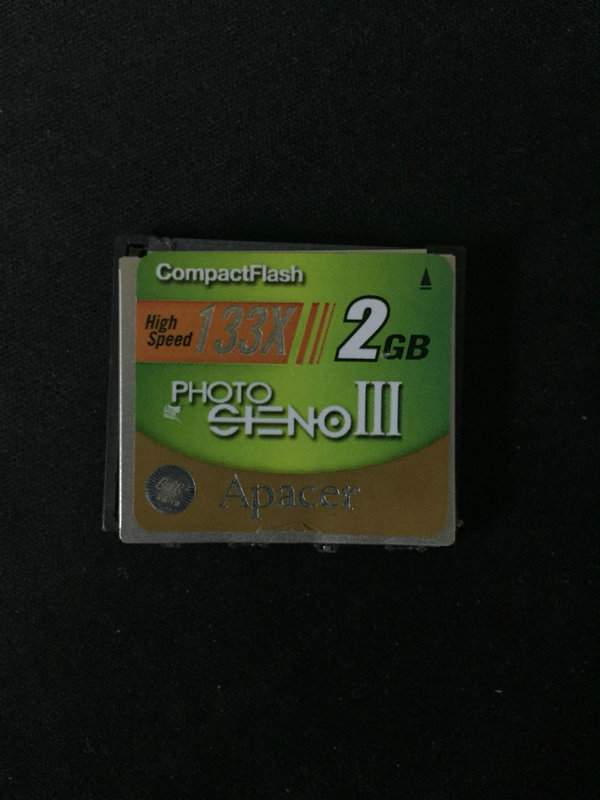 CompactFlash
High Speed 133X 2GB
PHOTO
STENO III
Apacer